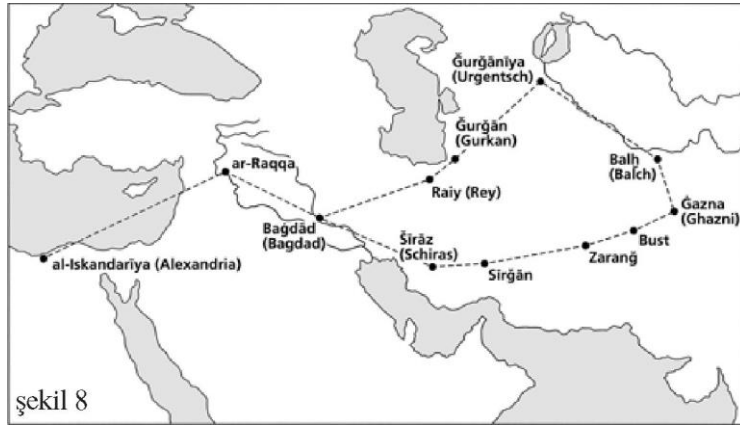 Ğurğānīya
(Urgentsch)
Ğurğān
(Gurkan)
ar-Raqqa
Balḫ
(Balch)
Raiy (Rey)
Ġazna
(Ghazni)
Baġdād
(Bagdad)
Šīrāz
(Schiras)
Bust
Zaranğ
al-Iskandarīya (Alexandria)
Sīrğān
şekil 8